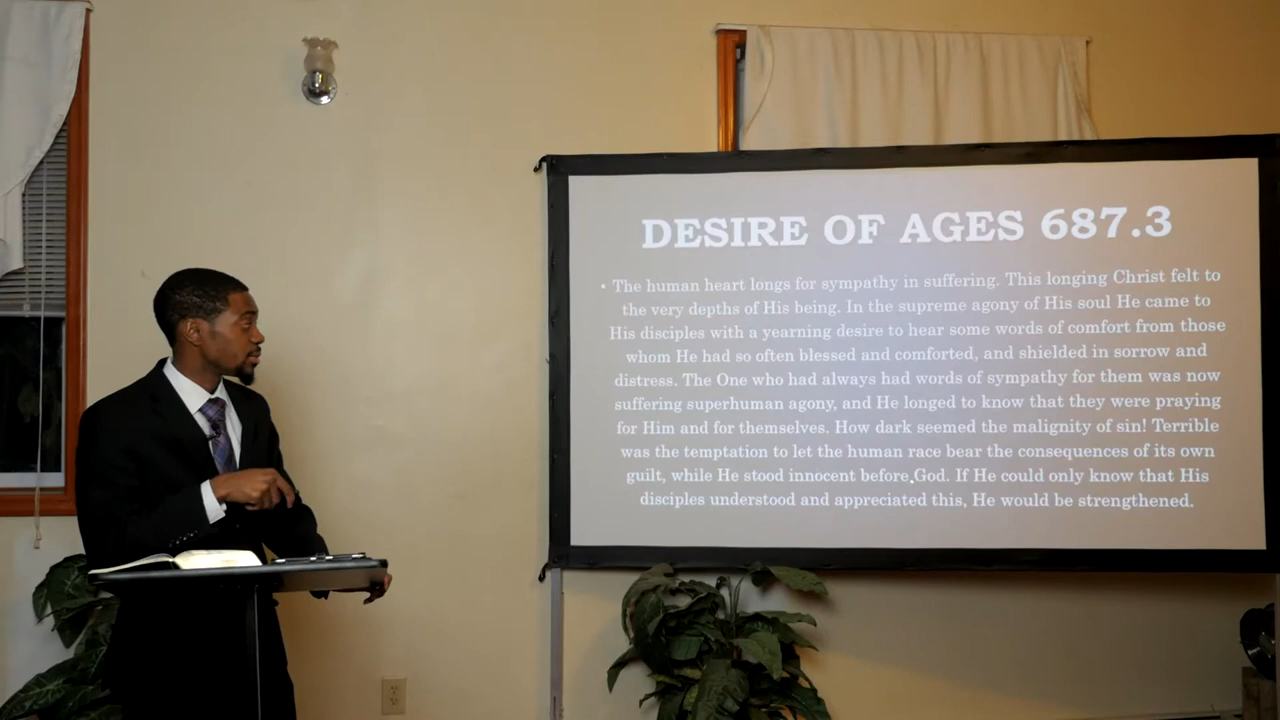 DESIRE OF AGES 687.3
• The human heart longs for sympathy in suffering. This longing Christ felt to
the very depths of His being. In the supreme agony of His soul He came to
His disciples with a yearning desire to hear some words of comfort from those
whom He had so often blessed and comforted, and shielded in sorrow and
distress. The One who had always had words of sympathy for them was now
suffering superhuman agony, and He longed to know that they were praying
for Him and for themselves. How dark seemed the malignity of sin! Terrible
was the temptation to let the human race bear the consequences of its own
guilt, while He stood innocent before God. If He could only know that His
disciples understood and appreciated this, He would be strengthened.